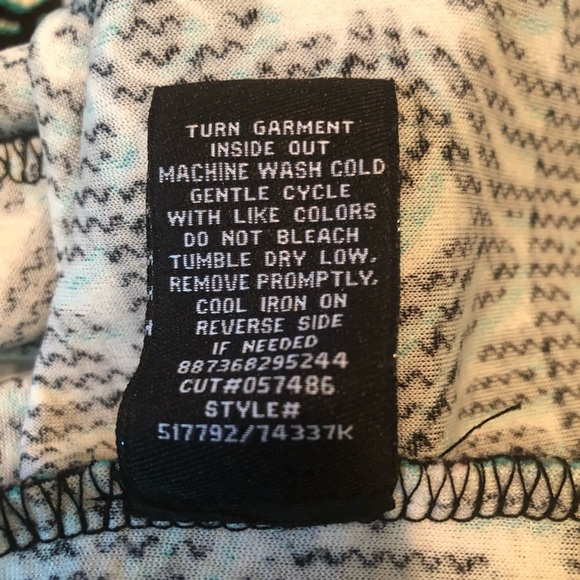 TURN GARMENT
INSIDE OUT
MACHINE WASH COLD
GENTLE CYCLE
WITH LIKE COLORS
DO NOT BLEACH
TUMBLE DRY LOW.
REMOVE PROMPTLY.
COOL IRON ON
REVERSE SIDE
IF NEEDED
887368295244
CUT#057486
STYLE#
517792/74337K